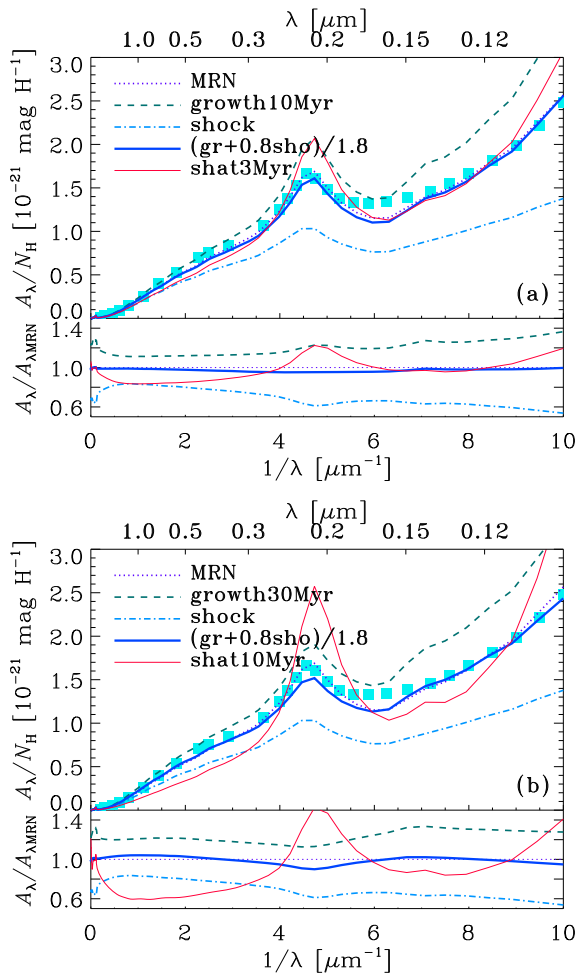 λ [μm]
1.0 0.5 0.3 0.2 0.15 0.12
3.0
2.5
2.0
1.5
1.0
0.5
0.0
A_λ/N_H [10^−21 mag H^−1]
MRN
growth10Myr
shock
(gr+0.8sho)/1.8
shat3Myr
(a)
1.4
1.0
0.6
A_λ/A_λMRN
0 2 4 6 8 10
1/λ [μm^−1]
λ [μm]
1.0 0.5 0.3 0.2 0.15 0.12
3.0
2.5
2.0
1.5
1.0
0.5
0.0
A_λ/N_H [10^−21 mag H^−1]
MRN
growth30Myr
shock
(gr+0.8sho)/1.8
shat10Myr
(b)
1.4
1.0
0.6
A_λ/A_λMRN
0 2 4 6 8 10
1/λ [μm^−1]